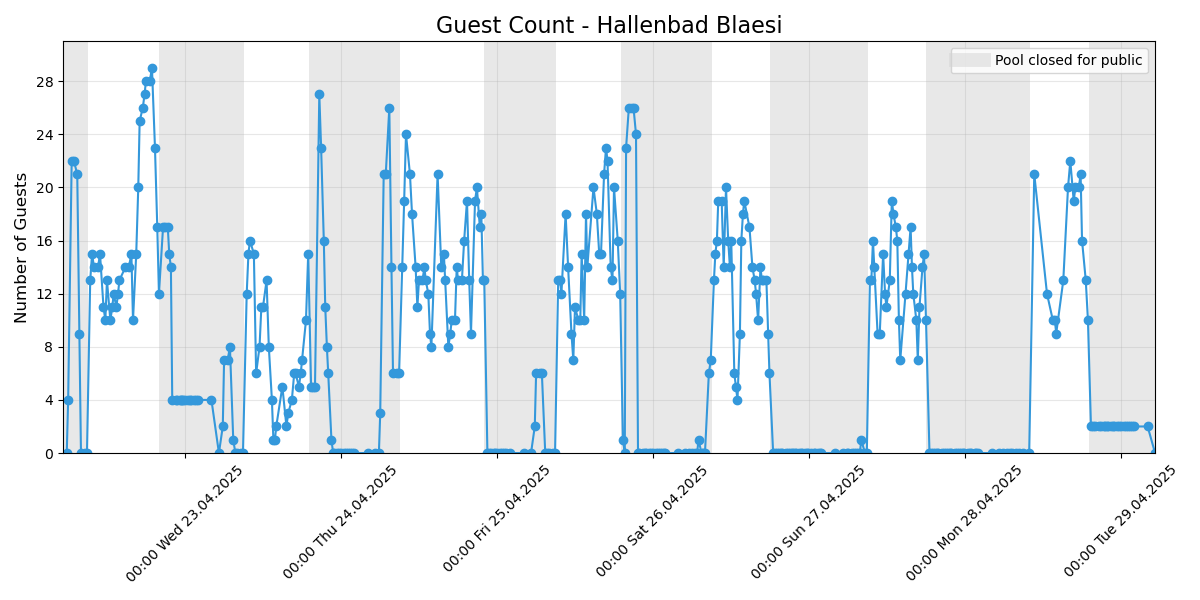 Guest Count - Hallenbad Blaesi
Pool closed for public
Number of Guests
28
24
20
16
12
8
4
0
00:00 Wed 23.04.2025
00:00 Thu 24.04.2025
00:00 Fri 25.04.2025
00:00 Sat 26.04.2025
00:00 Sun 27.04.2025
00:00 Mon 28.04.2025
00:00 Tue 29.04.2025